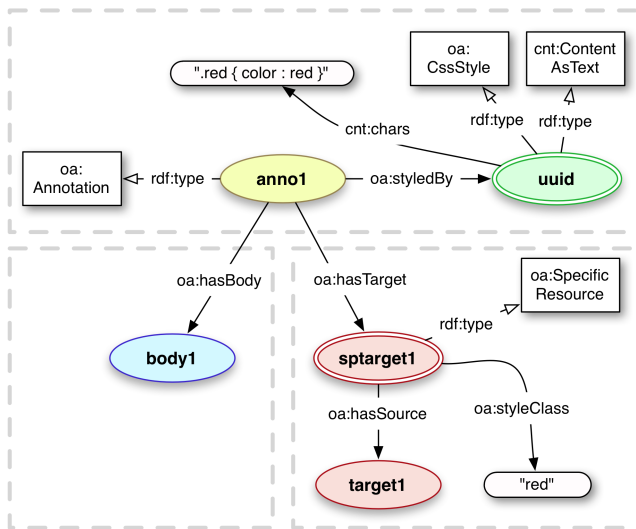 oa:
CssStyle
cnt:Content
AsText
".red { color : red }"
rdf:type
rdf:type
cnt:chars
oa:
Annotation
rdf:type
anno1
oa:styledBy
uuid
oa:hasBody
oa:hasTarget
oa:Specific
Resource
rdf:type
body1
sptarget1
oa:hasSource
oa:styleClass
target1
"red"